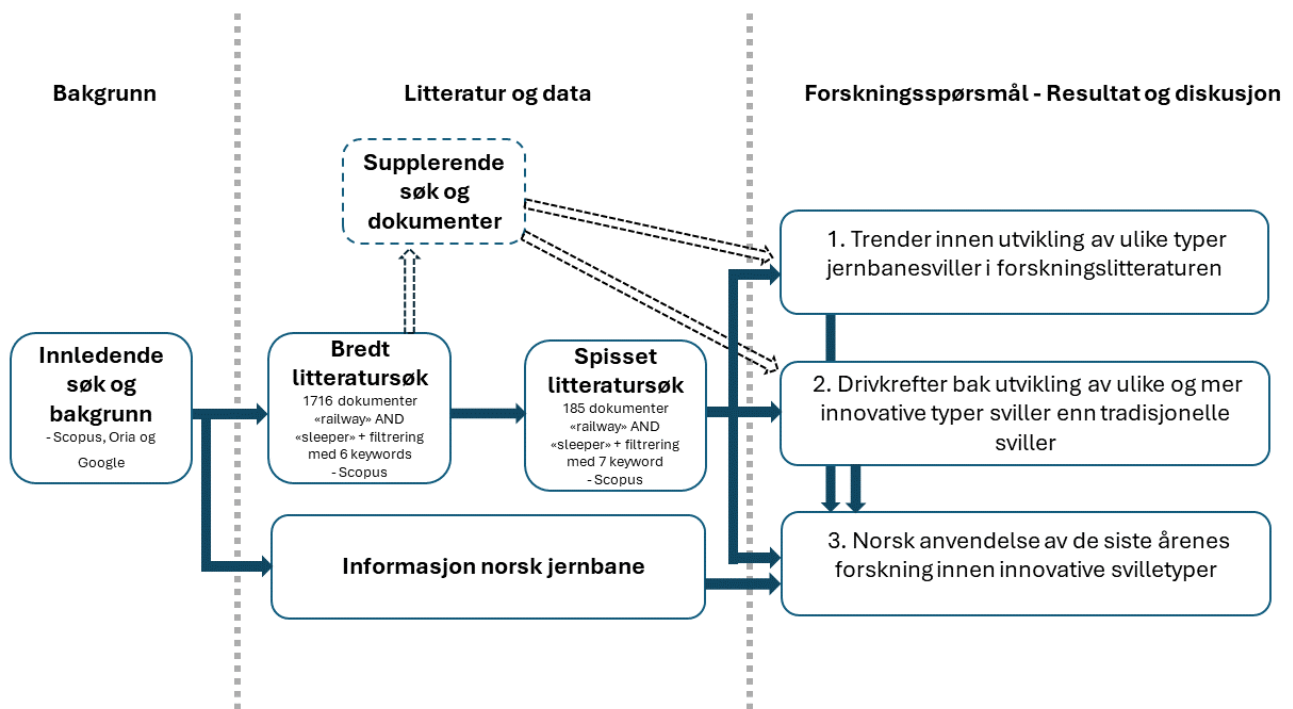 Bakgrunn
Litteratur og data
Forskningsspørsmål - Resultat og diskusjon
Supplerende
søk og
dokumenter
Innledende
søk og
bakgrunn
- Scopus, Oria og
Google
Bredt
litteratursøk
1716 dokumenter
«railway» AND
«sleeper» + filtrering
med 6 keywords
- Scopus
Spisset
litteratursøk
185 dokumenter
«railway» AND
«sleeper» + filtrering
med 7 keyword
- Scopus
Informasjon norsk jernbane
1. Trender innen utvikling av ulike typer
jernbanesviller i forskningslitteraturen
2. Drivkrefter bak utvikling av ulike og mer
innovative typer sviller enn tradisjonelle
sviller
3. Norsk anvendelse av de siste årenes
forskning innen innovative svilletyper